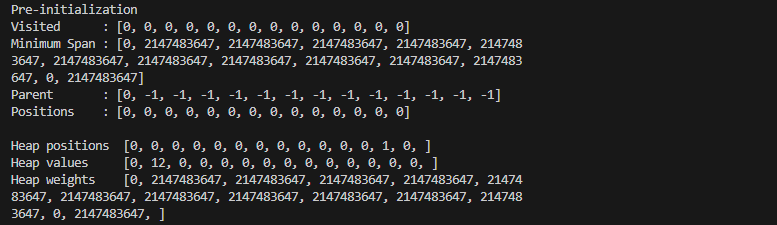 Pre-initialization
Visited     : [0, 0, 0, 0, 0, 0, 0, 0, 0, 0, 0, 0, 0, 0]
Minimum Span : [0, 2147483647, 2147483647, 2147483647, 2147483647, 214748
3647, 2147483647, 2147483647, 2147483647, 2147483647, 2147483647, 2147483
647, 0, 2147483647]
Parent      : [0, -1, -1, -1, -1, -1, -1, -1, -1, -1, -1, -1, -1, -1]
Positions   : [0, 0, 0, 0, 0, 0, 0, 0, 0, 0, 0, 0, 0, 0]
Heap positions  [0, 0, 0, 0, 0, 0, 0, 0, 0, 0, 0, 0, 1, 0, ]
Heap values     [0, 12, 0, 0, 0, 0, 0, 0, 0, 0, 0, 0, 0, 0, ]
Heap weights    [0, 2147483647, 2147483647, 2147483647, 2147483647, 21474
83647, 2147483647, 2147483647, 2147483647, 2147483647, 2147483647, 214748
3647, 0, 2147483647, ]